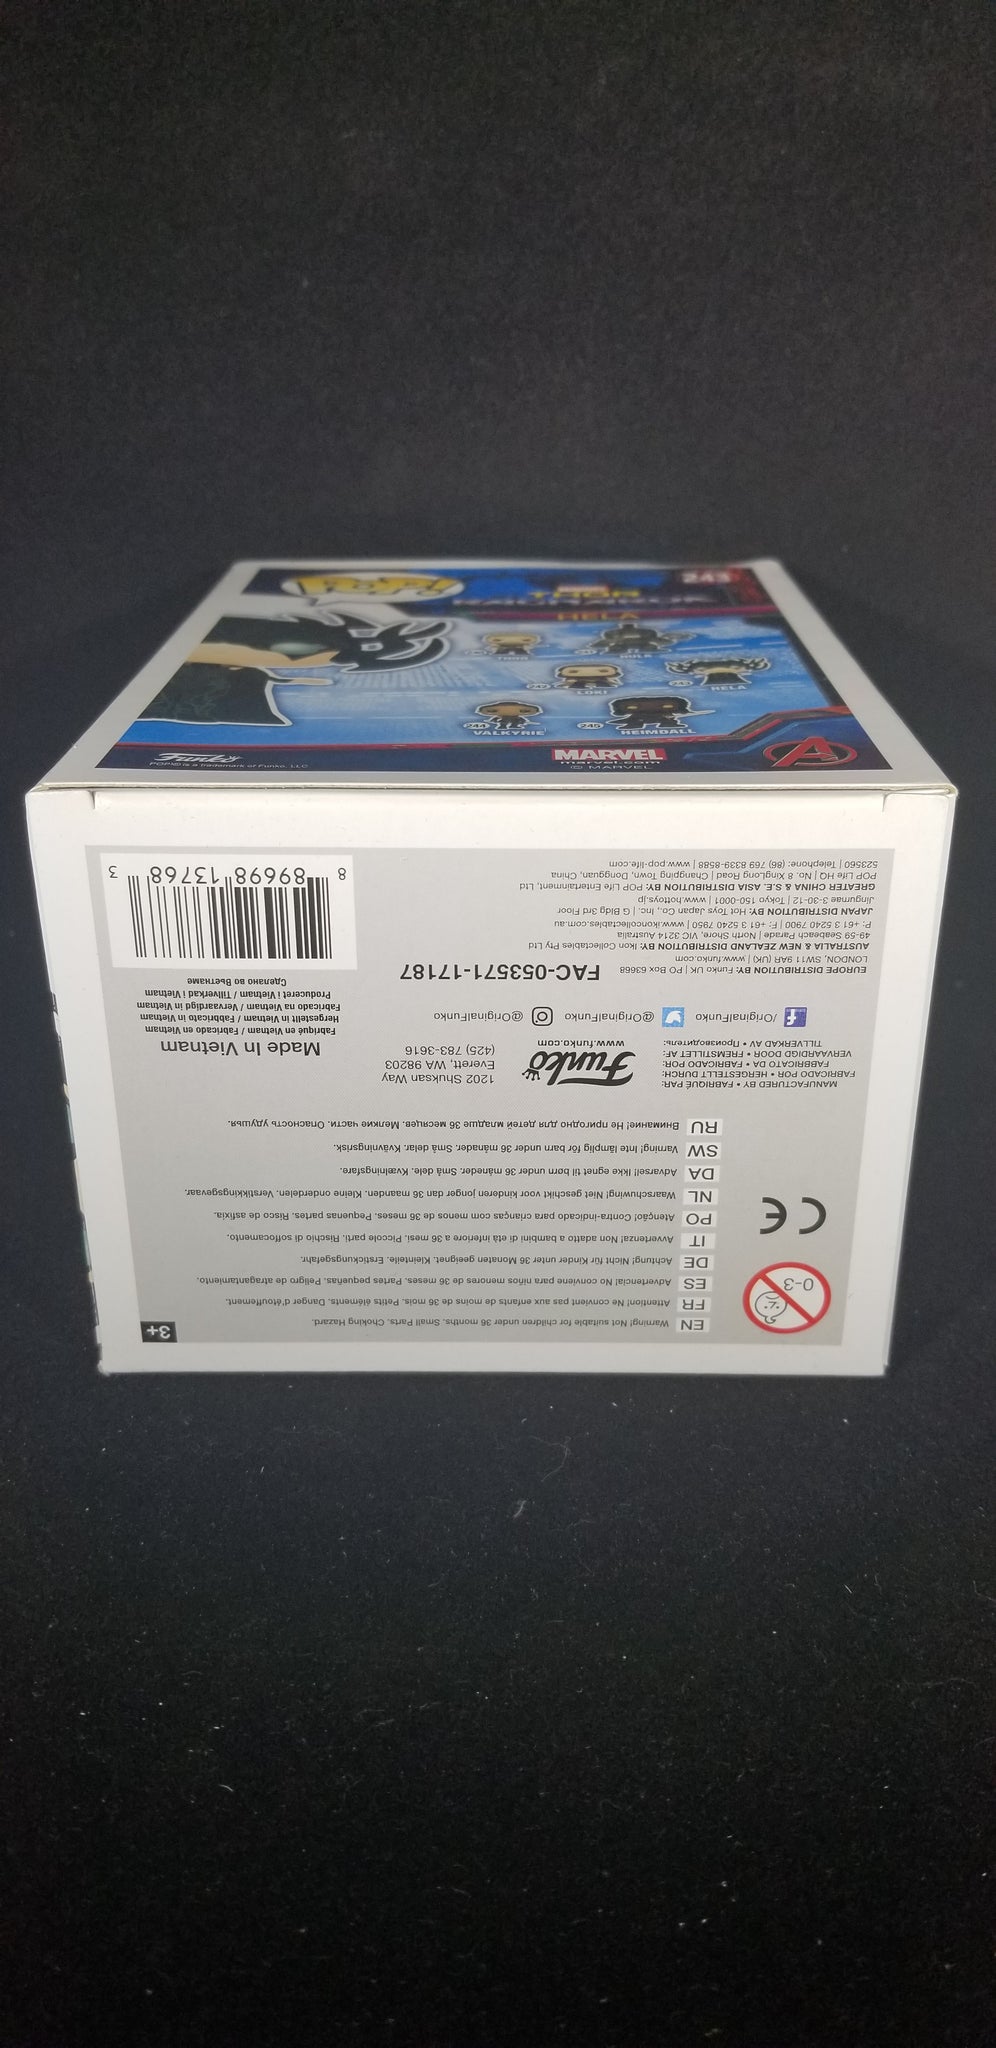 POP!
243
THOR
RAGNAROK
HELA
THOR
HULK
242
LOKI
243
HELA
244
VALKYRIE
245
HEIMDALL
Funko
POP!® is a trademark of Funko, LLC
MARVEL
marvel.com
© MARVEL
EN Warning! Not suitable for children under 36 months. Small Parts. Choking Hazard.
FR Attention! Ne convient pas aux enfants de moins de 36 mois. Petits éléments. Danger d'étouffement.
ES Advertencia! No conviene para niños menores de 36 meses. Partes pequeñas. Peligro de atragantamiento.
DE Achtung! Nicht für Kinder unter 36 Monaten geeignet. Kleinteile. Erstickungsgefahr.
IT Avvertenza! Non adatto a bambini di età inferiore a 36 mesi. Piccole parti. Rischio di soffocamento.
PO Atenção! Contra-indicado para crianças com menos de 36 meses. Pequenas partes. Risco de asfixia.
NL Waarschuwing! Niet geschikt voor kinderen jonger dan 36 maanden. Kleine onderdelen. Verstikkingsgevaar.
DA Advarsel! Ikke egnet til born under 36 måneder. Små dele. Kvælningsfare.
SW Varning! Inte lämplig för barn under 36 månader. Små delar. Kvävningsrisk.
RU Внимание! Не пригодно для детей младше 36 месяцев. Мелкие части. Опасность удушья.
3+
0-3
CE
MANUFACTURED BY • FABRIQUÉ PAR:
FABRICADO POR • HERGESTELLT DURCH:
FABBRICATO DA • FABRICADO POR:
VERVAARDIGD DOOR • FREMSTILLET AF:
TILLVERKAD AV • Производитель:
Funko
www.funko.com
1202 Shuksan Way
Everett, WA 98203
(425) 783-3616
/OriginalFunko
@OriginalFunko
@OriginalFunko
Made In Vietnam
Fabriqué en Vietnam / Fabricado en Vietnam
Hergestellt in Vietnam / Fabbricato in Vietnam
Fabricado na Vietnam / Vervaardigd in Vietnam
Produceret i Vietnam / Tillverkad i Vietnam
Сделано во Вьетнаме
EUROPE DISTRIBUTION BY: Funko UK | PO Box 63668
LONDON, SW11 9AR (UK) | www.funko.com
FAC-053571-17187
AUSTRALIA & NEW ZEALAND DISTRIBUTION BY: Ikon Collectables Pty Ltd
49-59 Seabeach Parade | North Shore, VIC 3214 Australia
P: +61 3 5240 7900 | F: +61 3 5240 7950 | www.ikoncollectables.com.au
JAPAN DISTRIBUTION BY: Hot Toys Japan Co., Inc. | G Bldg 3rd Floor
Jingumae 3-30-12 | Tokyo 150-0001 | www.hottoys.jp
GREATER CHINA & S.E. ASIA DISTRIBUTION BY: POP Life Entertainment, Ltd
POP Life HQ | No. 8 Xinglong Road | Changping Town, Dongguan, China
523560 | Telephone: (86) 769 8339-8588 | www.pop-life.com
8 89698 13768 3